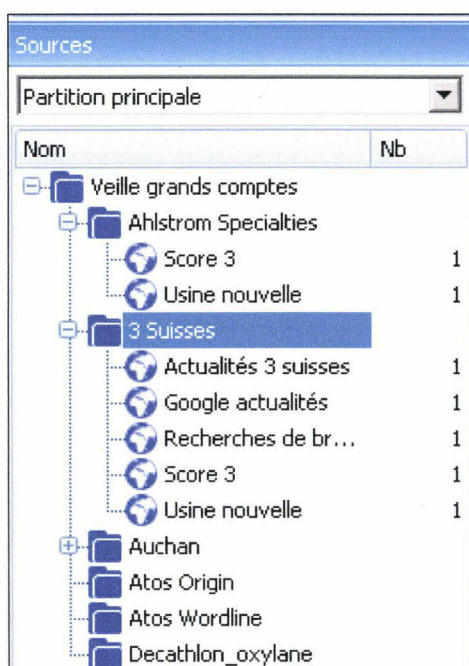 Sources
Partition principale
Nom Nb
Veille grands comptes
Ahlstrom Specialties
Score 3 1
Usine nouvelle 1
3 Suisses
Actualités 3 suisses 1
Google actualités 1
Recherches de br... 1
Score 3 1
Usine nouvelle 1
Auchan
Atos Origin
Atos Wordline
Decathlon_oxylane